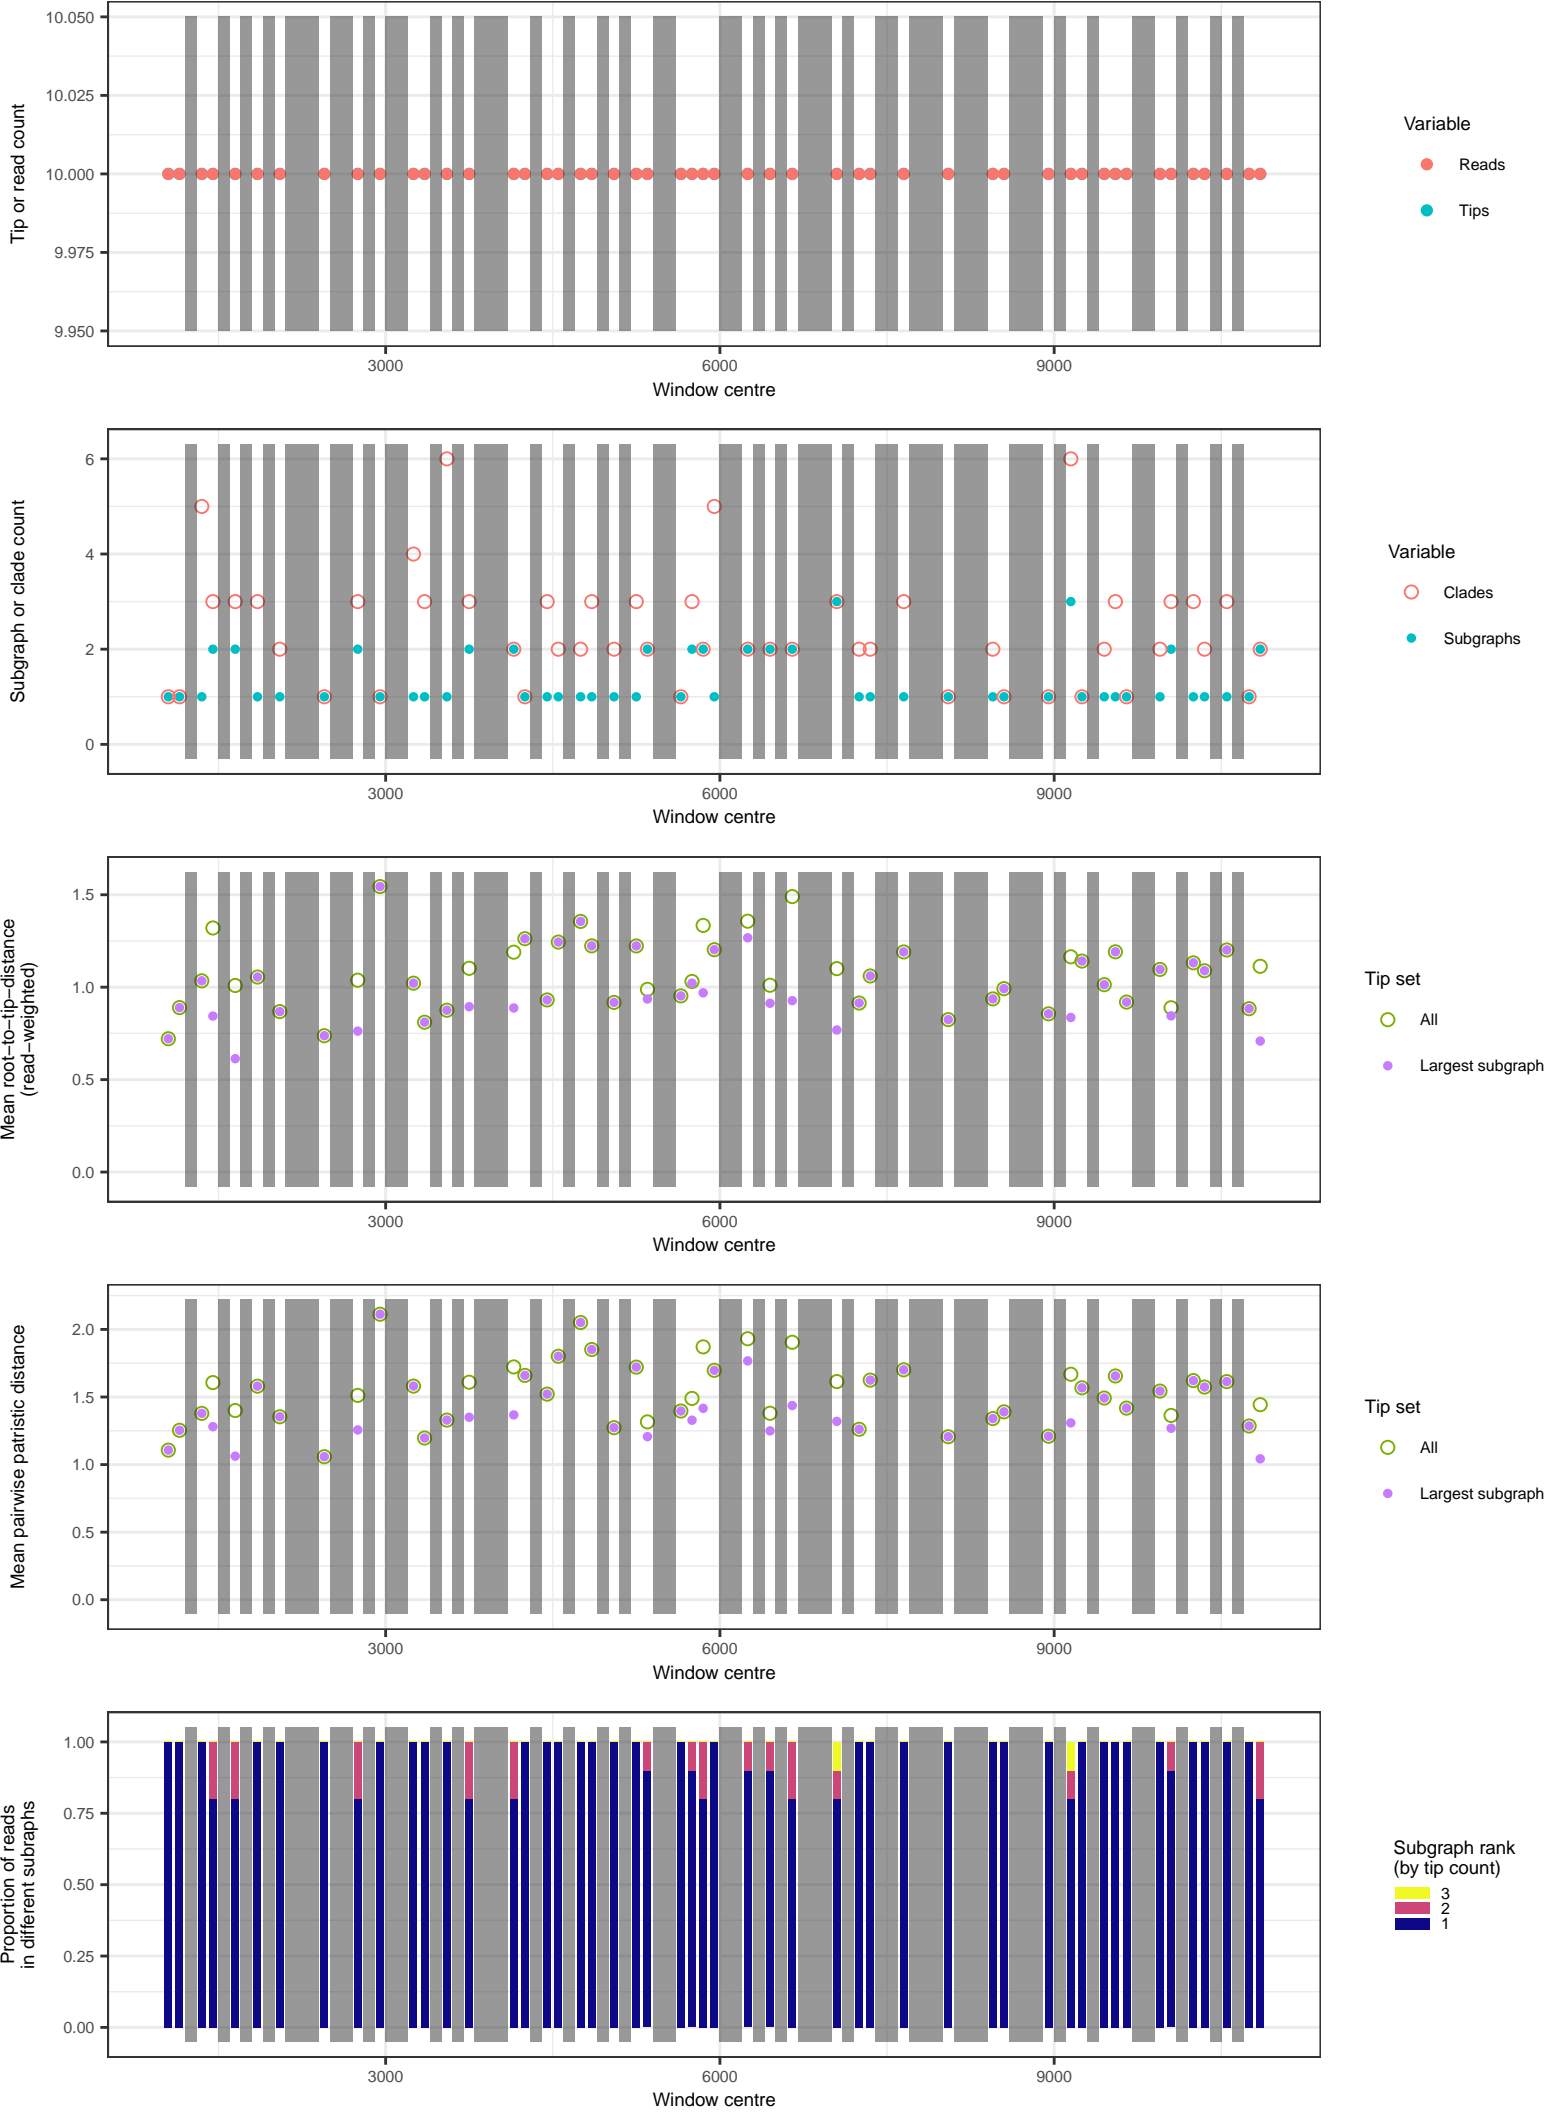 10.050
10.025
10.000
9.975
9.950
Tip or read count
3000
6000
9000
Window centre
Variable
Reads
Tips
6
4
2
0
Subgraph or clade count
3000
6000
9000
Window centre
Variable
Clades
Subgraphs
1.5
1.0
0.5
0.0
Mean root−to−tip−distance
(read−weighted)
3000
6000
9000
Window centre
Tip set
All
Largest subgraph
2.0
1.5
1.0
0.5
0.0
Mean pairwise patristic distance
3000
6000
9000
Window centre
Tip set
All
Largest subgraph
1.00
0.75
0.50
0.25
0.00
Proportion of reads
in different subraphs
3000
6000
9000
Window centre
Subgraph rank
(by tip count)
3
2
1